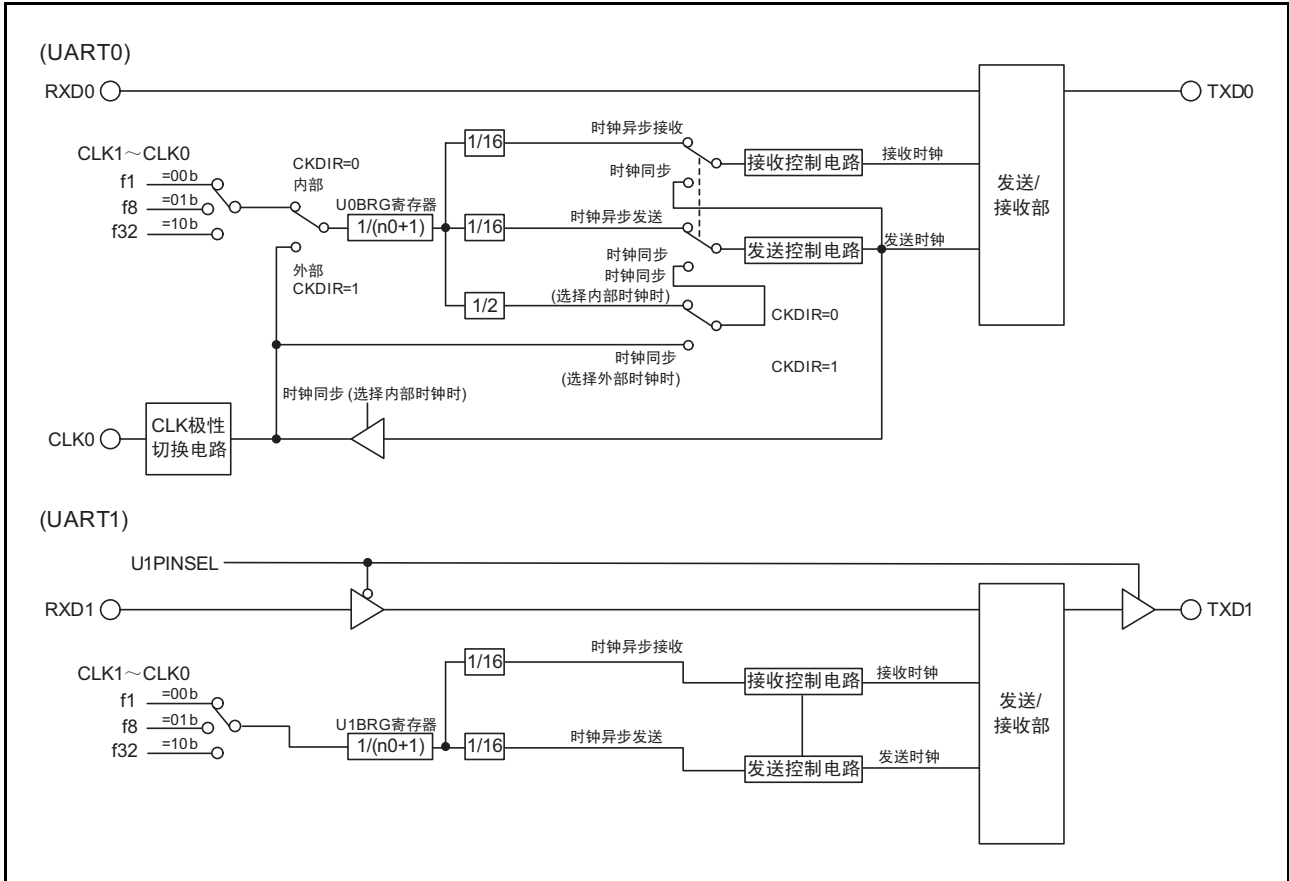 (UART0)
RXD0
TXD0
CLK1～CLK0
f1
=00b
f8
=01b
f32
=10b
CKDIR=0
内部
外部
CKDIR=1
U0BRG寄存器
1/(n0+1)
1/16
时钟异步接收
接收控制电路
接收时钟
时钟同步
1/16
时钟异步发送
发送控制电路
发送时钟
时钟同步
时钟同步
(选择内部时钟时)
1/2
CKDIR=0
时钟同步
(选择外部时钟时)
CKDIR=1
发送/
接收部
时钟同步 (选择内部时钟时)
CLK0
CLK极性
切换电路
(UART1)
U1PINSEL
RXD1
TXD1
CLK1～CLK0
f1
=00b
f8
=01b
f32
=10b
U1BRG寄存器
1/(n0+1)
1/16
时钟异步接收
接收控制电路
接收时钟
1/16
时钟异步发送
发送控制电路
发送时钟
发送/
接收部